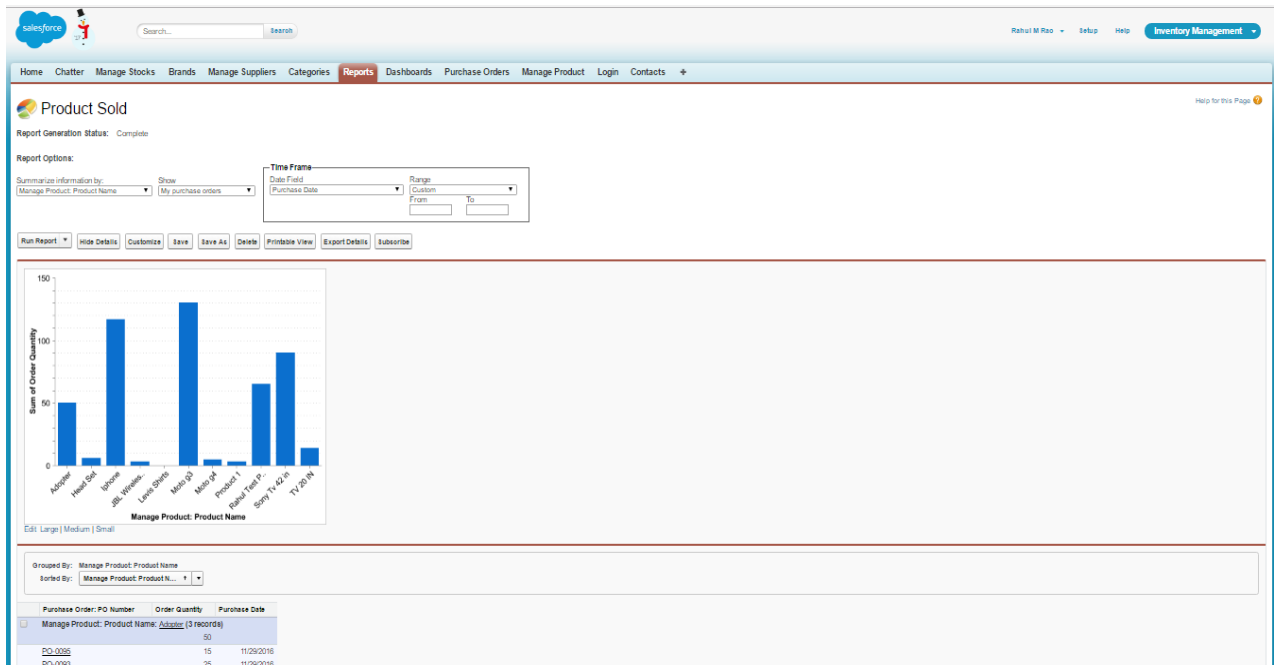 salesforce
Search...
Search
Rahul M Rao
Setup
Help
Inventory Management
Home Chatter Manage Stocks Brands Manage Suppliers Categories Reports Dashboards Purchase Orders Manage Product Login Contacts +
Product Sold
Help for this Page
Report Generation Status: Complete
Report Options:
Summarize information by:
Manage Product: Product Name
Show
My purchase orders
Time Frame
Date Field
Purchase Date
Range
Custom
From
To
Run Report Hide Details Customize Save Save As Delete Printable View Export Details Subscribe
150
100
50
0
Sum of Order Quantity
Adopter
Head Set
Iphone
JBL Wireles..
Levis Shirts
Moto g3
Moto g4
Product 1
Rahul Test P..
Sony Tv 42 in
TV 20 IN
Manage Product: Product Name
Edit Large | Medium | Small
Grouped By: Manage Product: Product Name
Sorted By: Manage Product: Product N... ↑
Purchase Order: PO Number Order Quantity Purchase Date
Manage Product: Product Name: Adopter (3 records)
50
PO-0095 15 11/29/2016
PO-0093 25 11/29/2016